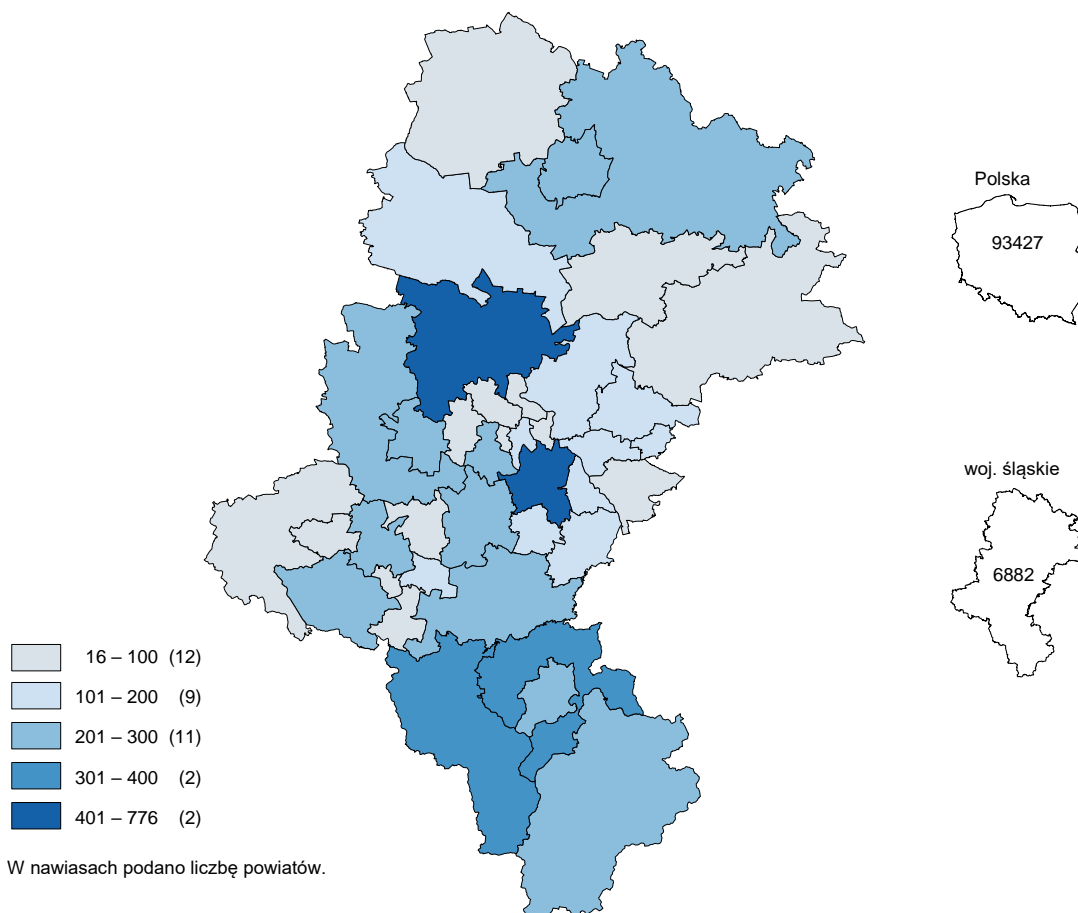 Polska
93427
woj. śląskie
6882
16 – 100 (12)
101 – 200 (9)
201 – 300 (11)
301 – 400 (2)
401 – 776 (2)
W nawiasach podano liczbę powiatów.